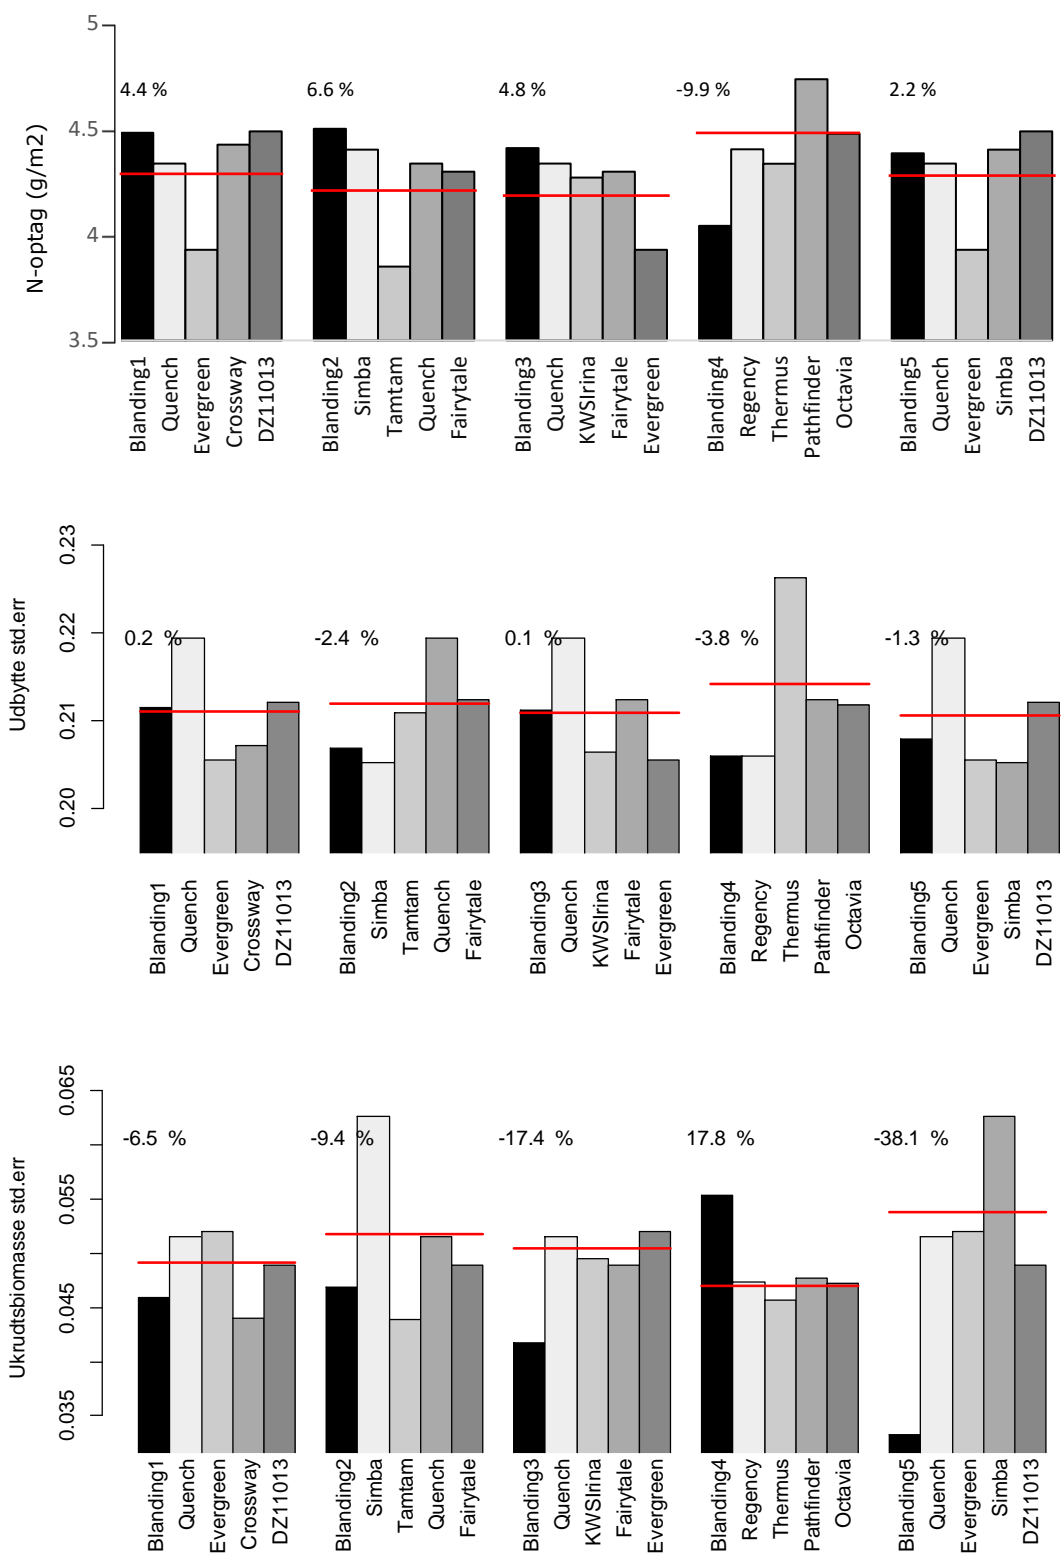 N-optag (g/m2)
5
4.5
4
3.5
4.4 %
6.6 %
4.8 %
-9.9 %
2.2 %
Blanding1
Quench
Evergreen
Crossway
DZ11013
Blanding2
Simba
Tamtam
Quench
Fairytale
Blanding3
Quench
KWSIrina
Fairytale
Evergreen
Blanding4
Regency
Thermus
Pathfinder
Octavia
Blanding5
Quench
Evergreen
Simba
DZ11013
Udbytte std.err
0.23
0.22
0.21
0.20
0.2 %
-2.4 %
0.1 %
-3.8 %
-1.3 %
Blanding1
Quench
Evergreen
Crossway
DZ11013
Blanding2
Simba
Tamtam
Quench
Fairytale
Blanding3
Quench
KWSIrina
Fairytale
Evergreen
Blanding4
Regency
Thermus
Pathfinder
Octavia
Blanding5
Quench
Evergreen
Simba
DZ11013
Ukrudtsbiomasse std.err
0.065
0.055
0.045
0.035
-6.5 %
-9.4 %
-17.4 %
17.8 %
-38.1 %
Blanding1
Quench
Evergreen
Crossway
DZ11013
Blanding2
Simba
Tamtam
Quench
Fairytale
Blanding3
Quench
KWSIrina
Fairytale
Evergreen
Blanding4
Regency
Thermus
Pathfinder
Octavia
Blanding5
Quench
Evergreen
Simba
DZ11013